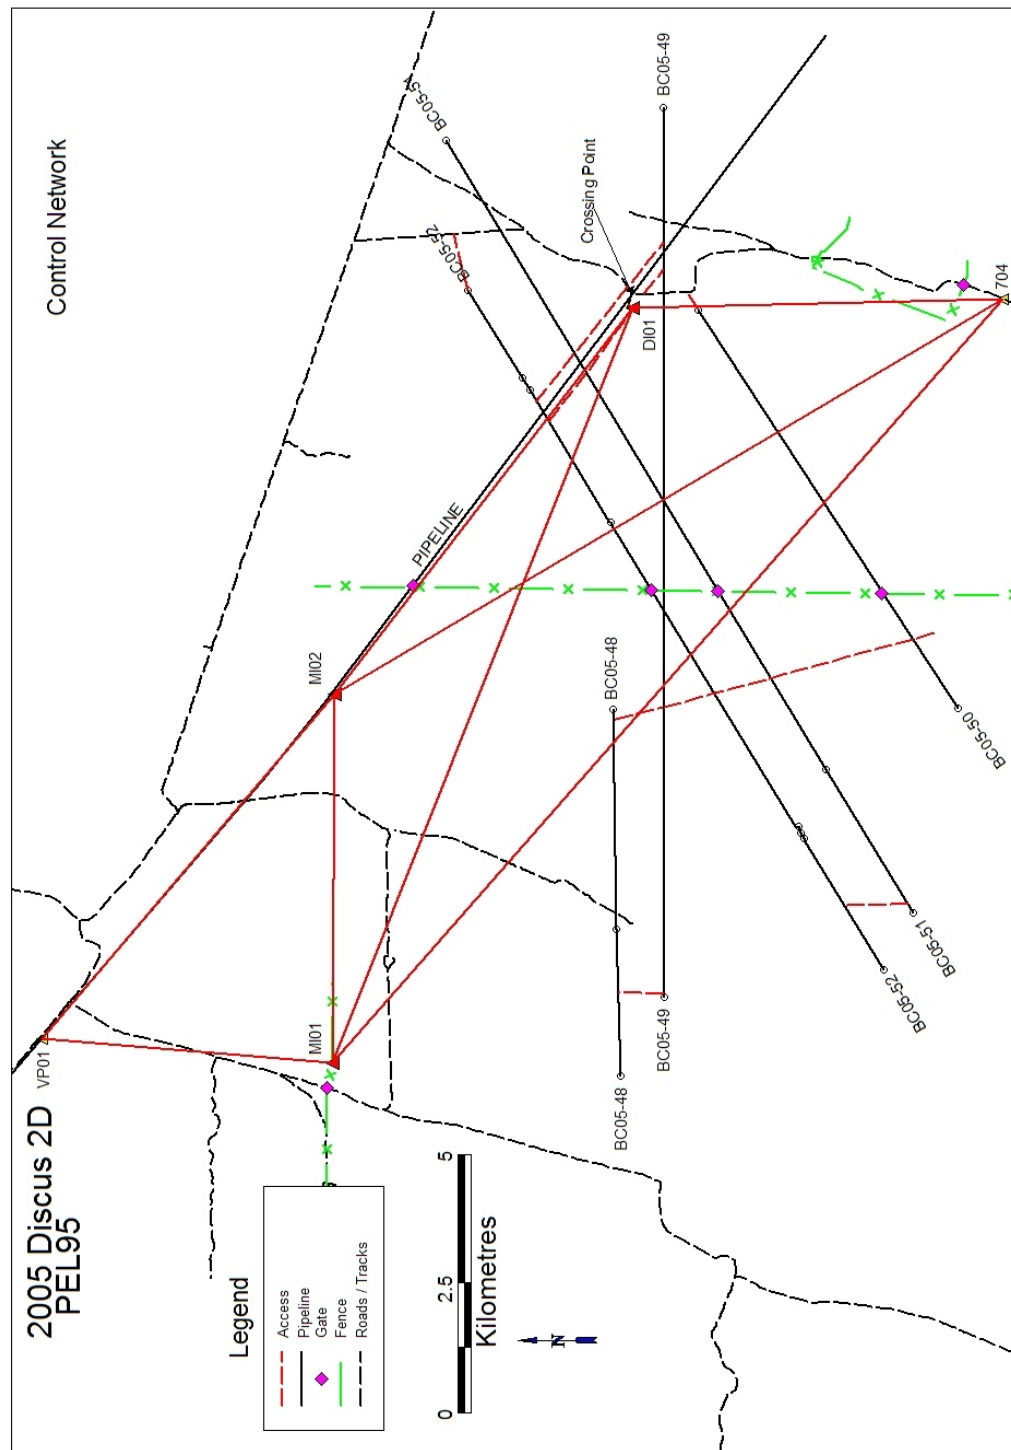 2005 Discus 2D
PEL95
Control Network
VP01
MI01
MI02
PIPELINE
DI01
704
Crossing Point
BC05-51
BC05-52
BC05-49
BC05-48
BC05-48
BC05-49
BC05-52
BC05-51
BC05-50
Legend
Access
Pipeline
Gate
Fence
Roads / Tracks
0 2.5 5
Kilometres
N